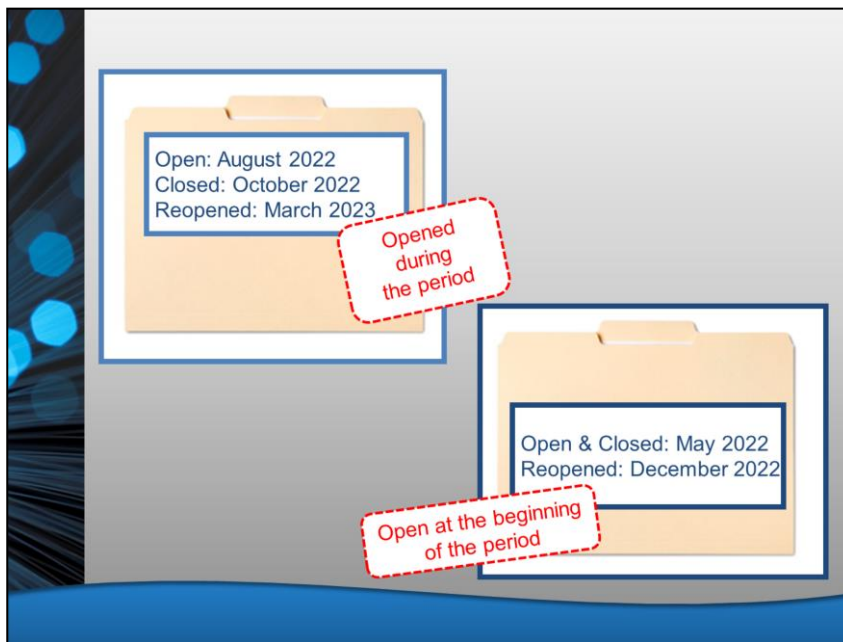 Open: August 2022
Closed: October 2022
Reopened: March 2023
Opened
during
the period
Open & Closed: May 2022
Reopened: December 2022
Open at the beginning
of the period